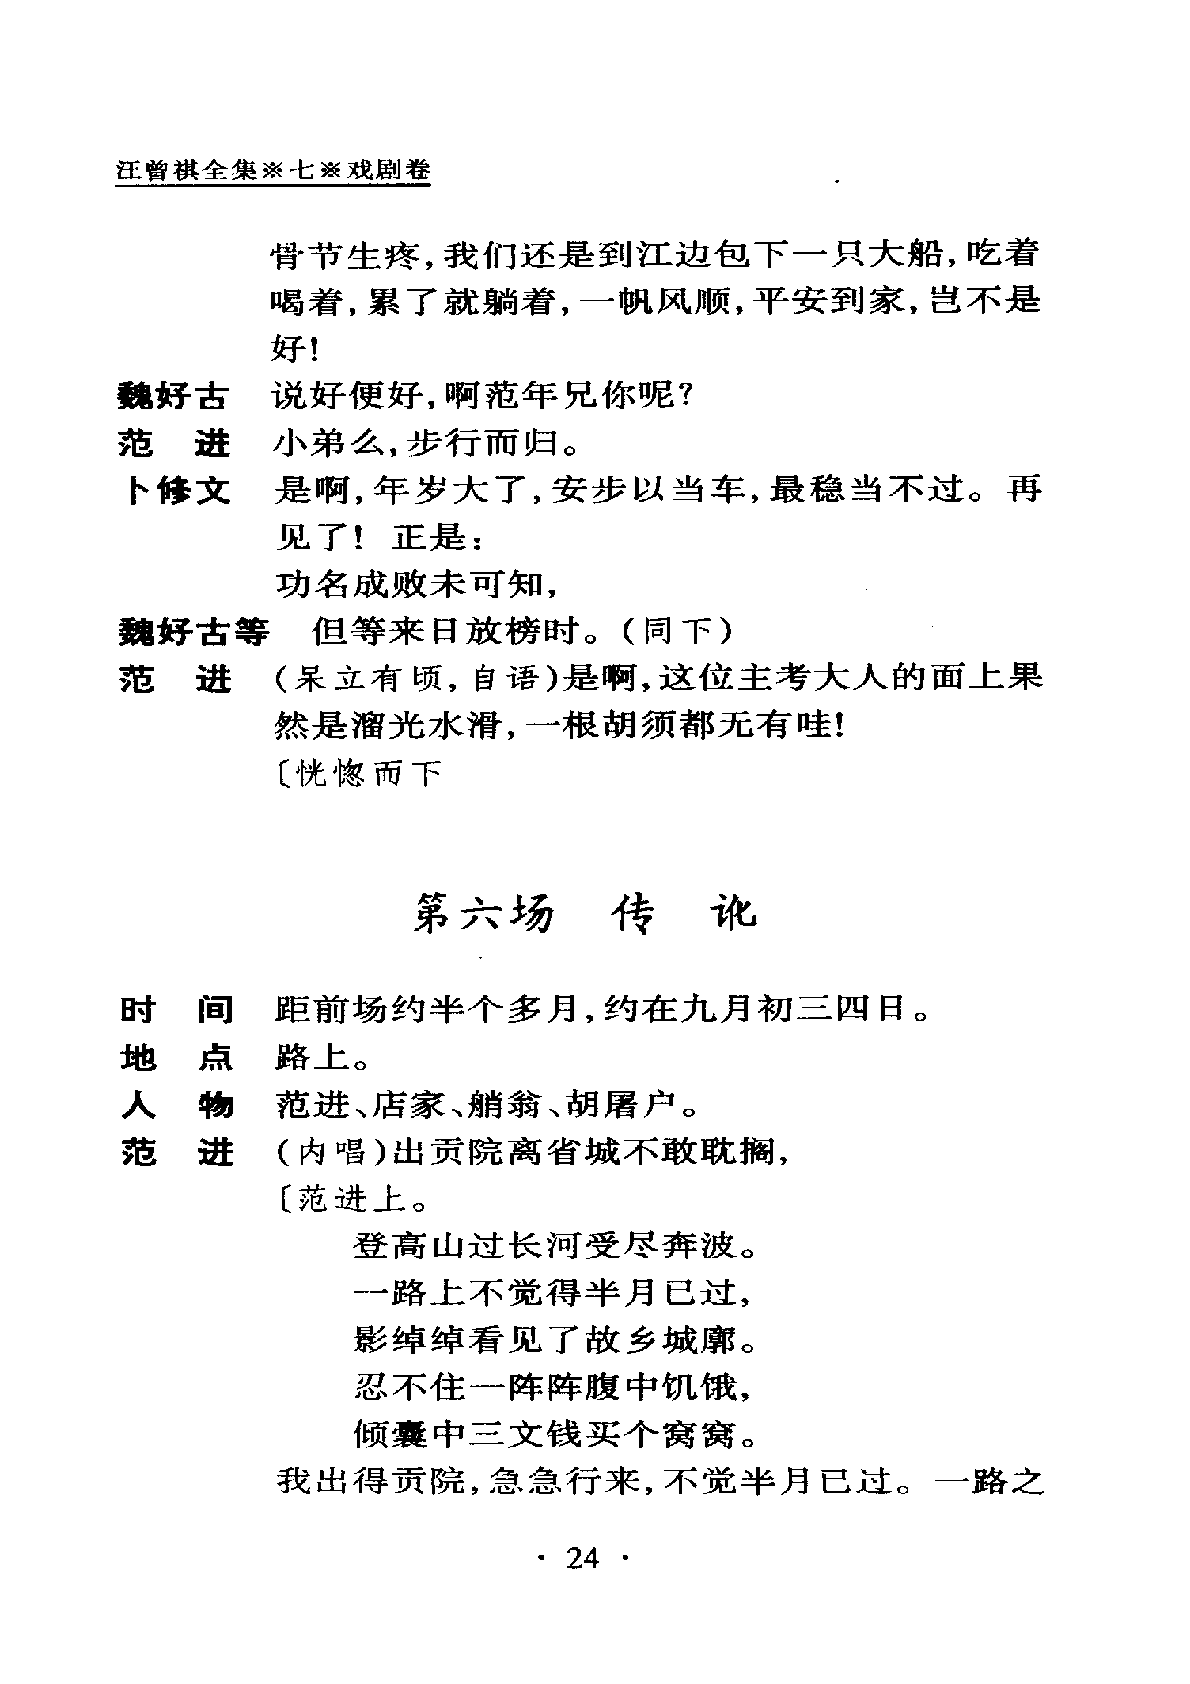 汪曾祺全集※七※戏剧卷
骨节生疼，我们还是到江边包下一只大船，吃着
喝着，累了就躺着，一帆风顺，平安到家，岂不是
好！
魏好古　说好便好，啊范年兄你呢？
范　进　小弟么，步行而归。
卜修文　是啊，年岁大了，安步以当车，最稳当不过。再
见了！正是：
功名成败未可知，
魏好古等　但等来日放榜时。（同下）
范　进　（呆立有顷，自语）是啊，这位主考大人的面上果
然是溜光水滑，一根胡须都无有哇！
〔恍惚而下
第六场　传　讹
时　间　距前场约半个多月，约在九月初三四日。
地　点　路上。
人　物　范进、店家、艄翁、胡屠户。
范　进　（内唱）出贡院离省城不敢耽搁，
〔范进上。
登高山过长河受尽奔波。
一路上不觉得半月已过，
影绰绰看见了故乡城廓。
忍不住一阵阵腹中饥饿，
倾囊中三文钱买个窝窝。
我出得贡院，急急行来，不觉半月已过。一路之
· 24 ·